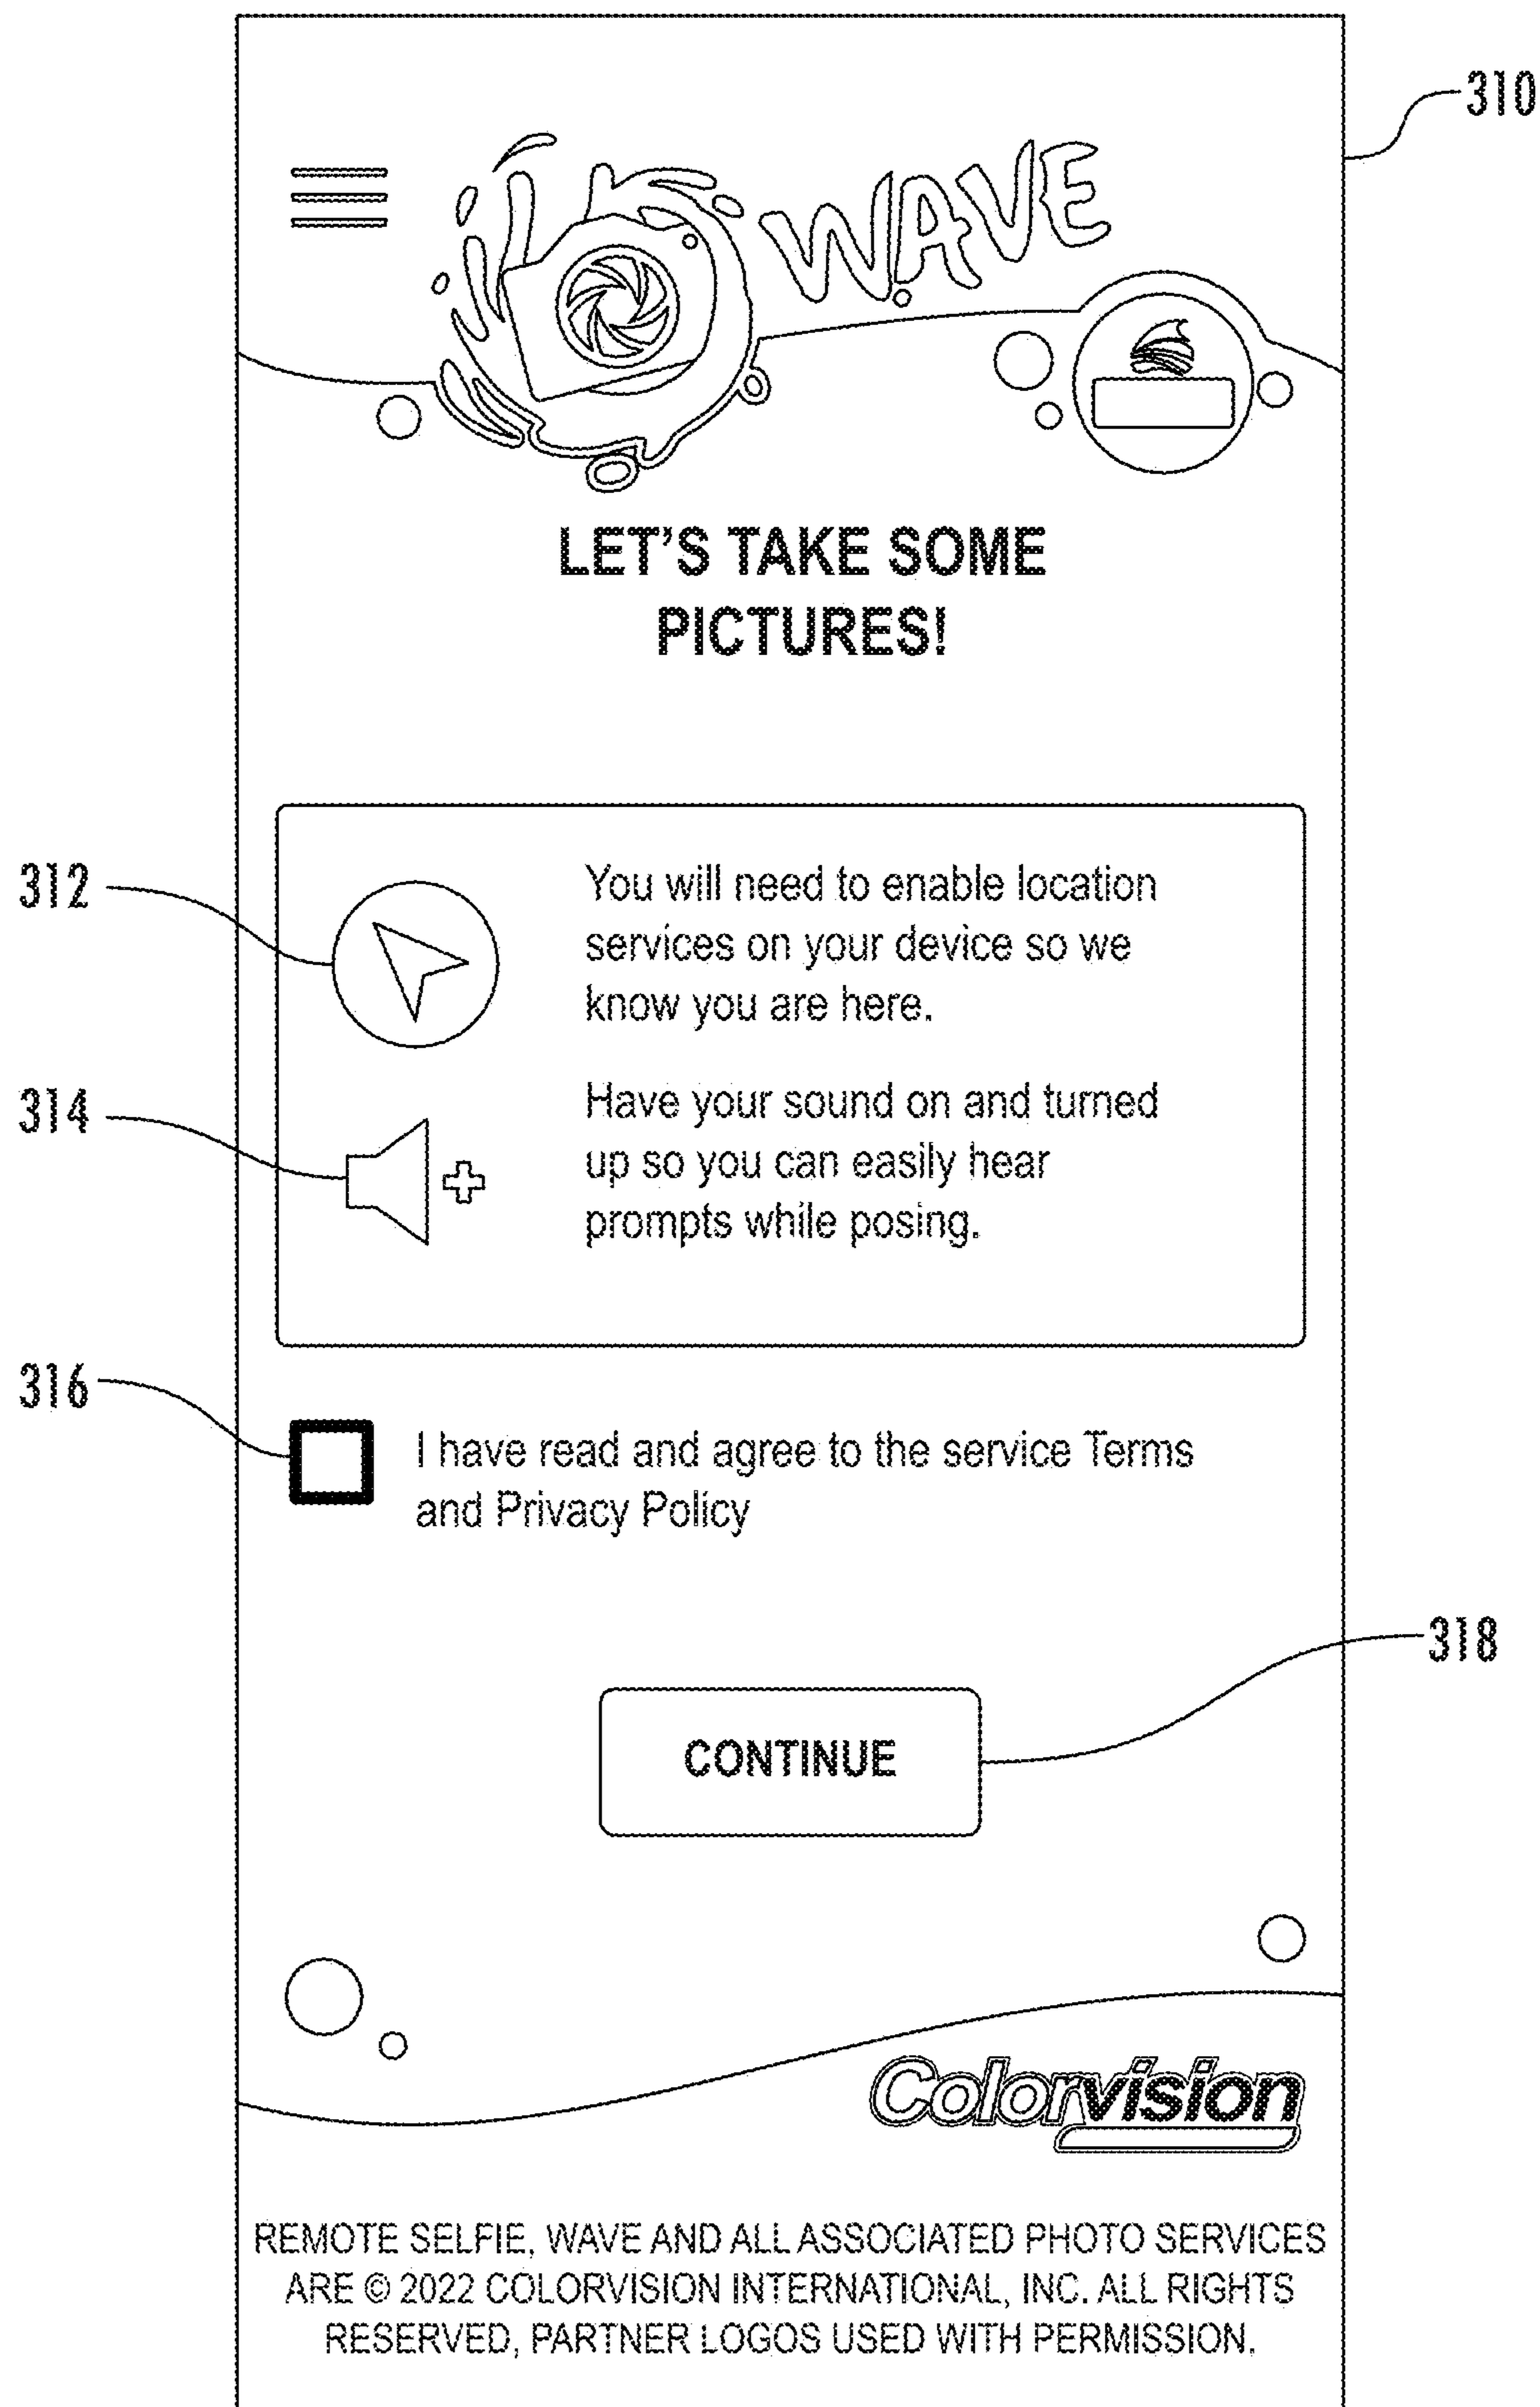 310
WAVE
LET'S TAKE SOME
PICTURES!
312
You will need to enable location
services on your device so we
know you are here.
314
Have your sound on and turned
up so you can easily hear
prompts while posing.
316
I have read and agree to the service Terms
and Privacy Policy
318
CONTINUE
Colorvision
REMOTE SELFIE, WAVE AND ALL ASSOCIATED PHOTO SERVICES
ARE © 2022 COLORVISION INTERNATIONAL, INC. ALL RIGHTS
RESERVED, PARTNER LOGOS USED WITH PERMISSION.